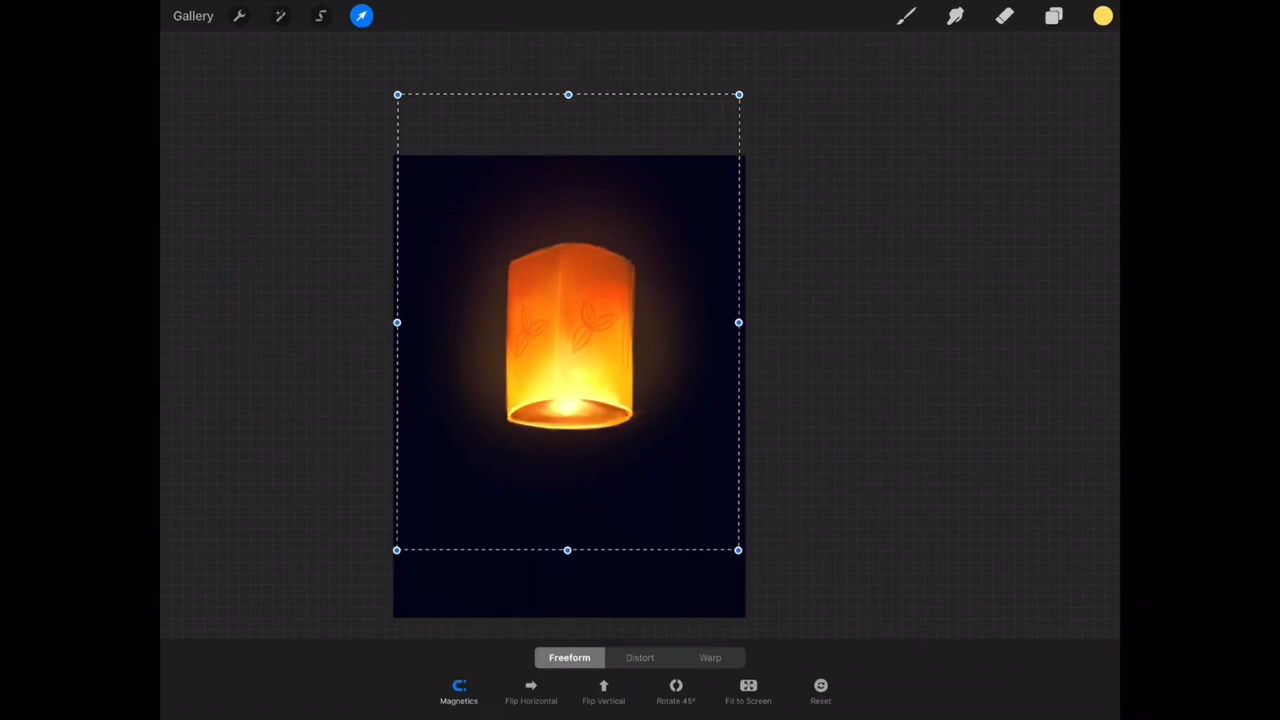 Gallery
Freeform Distort Warp
Magnetics Flip Horizontal Flip Vertical Rotate 45° Fit to Screen Reset